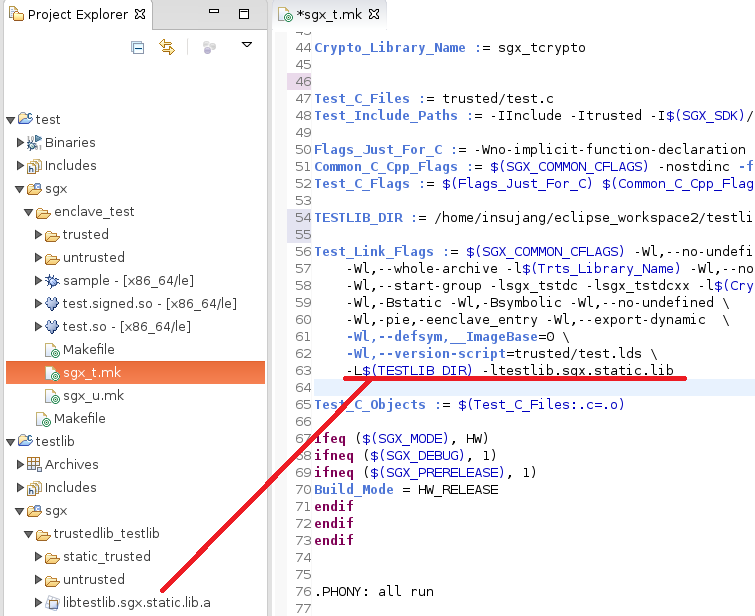 Project Explorer
test
Binaries
Includes
sgx
enclave_test
trusted
untrusted
sample - [x86_64/le]
test.signed.so - [x86_64/le]
test.so - [x86_64/le]
Makefile
sgx_t.mk
sgx_u.mk
Makefile
testlib
Archives
Includes
sgx
trustedlib_testlib
static_trusted
untrusted
libtestlib.sgx.static.lib.a
*sgx_t.mk
43
44 Crypto_Library_Name := sgx_tcrypto
45
46
47 Test_C_Files := trusted/test.c
48 Test_Include_Paths := -IInclude -Itrusted -I$(SGX_SDK)/
49
50 Flags_Just_For_C := -Wno-implicit-function-declaration
51 Common_C_Cpp_Flags := $(SGX_COMMON_CFLAGS) -nostdinc -f
52 Test_C_Flags := $(Flags_Just_For_C) $(Common_C_Cpp_Flag
53
54 TESTLIB_DIR := /home/insujang/eclipse_workspace2/testli
55
56 Test_Link_Flags := $(SGX_COMMON_CFLAGS) -Wl,--no-undefi
57 -Wl,--whole-archive -l$(Trts_Library_Name) -Wl,--no
58 -Wl,--start-group -lsgx_tstdc -lsgx_tstdcxx -l$(Cry
59 -Wl,-Bstatic -Wl,-Bsymbolic -Wl,--no-undefined \
60 -Wl,-pie,-eenclave_entry -Wl,--export-dynamic \
61 -Wl,--defsym,__ImageBase=0 \
62 -Wl,--version-script=trusted/test.lds \
63 -L$(TESTLIB_DIR) -ltestlib.sgx.static.lib
64
65 Test_C_Objects := $(Test_C_Files:.c=.o)
66
67 ifeq ($(SGX_MODE), HW)
68 ifneq ($(SGX_DEBUG), 1)
69 ifneq ($(SGX_PRERELEASE), 1)
70 Build_Mode = HW_RELEASE
71 endif
72 endif
73 endif
74
75
76 .PHONY: all run
77